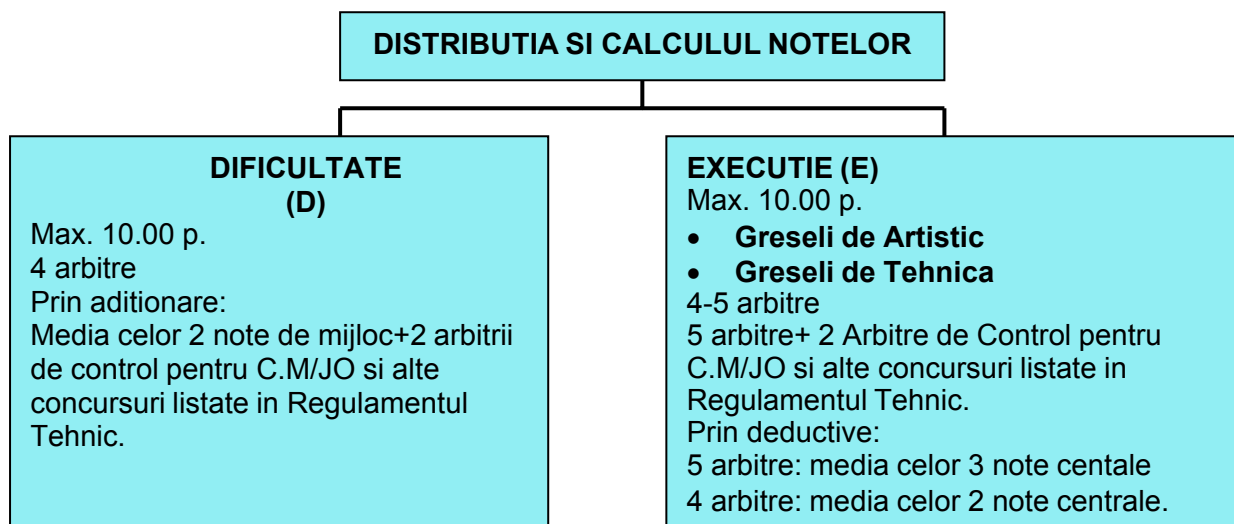 DISTRIBUTIA SI CALCULUL NOTELOR
DIFICULTATE
(D)
Max. 10.00 p.
4 arbitre
Prin aditionare:
Media celor 2 note de mijloc+2 arbitrii
de control pentru C.M/JO si alte
concursuri listate in Regulamentul
Tehnic.
EXECUTIE (E)
Max. 10.00 p.
• Greseli de Artistic
• Greseli de Tehnica
4-5 arbitre
5 arbitre+ 2 Arbitre de Control pentru
C.M/JO si alte concursuri listate in
Regulamentul Tehnic.
Prin deductive:
5 arbitre: media celor 3 note centale
4 arbitre: media celor 2 note centrale.